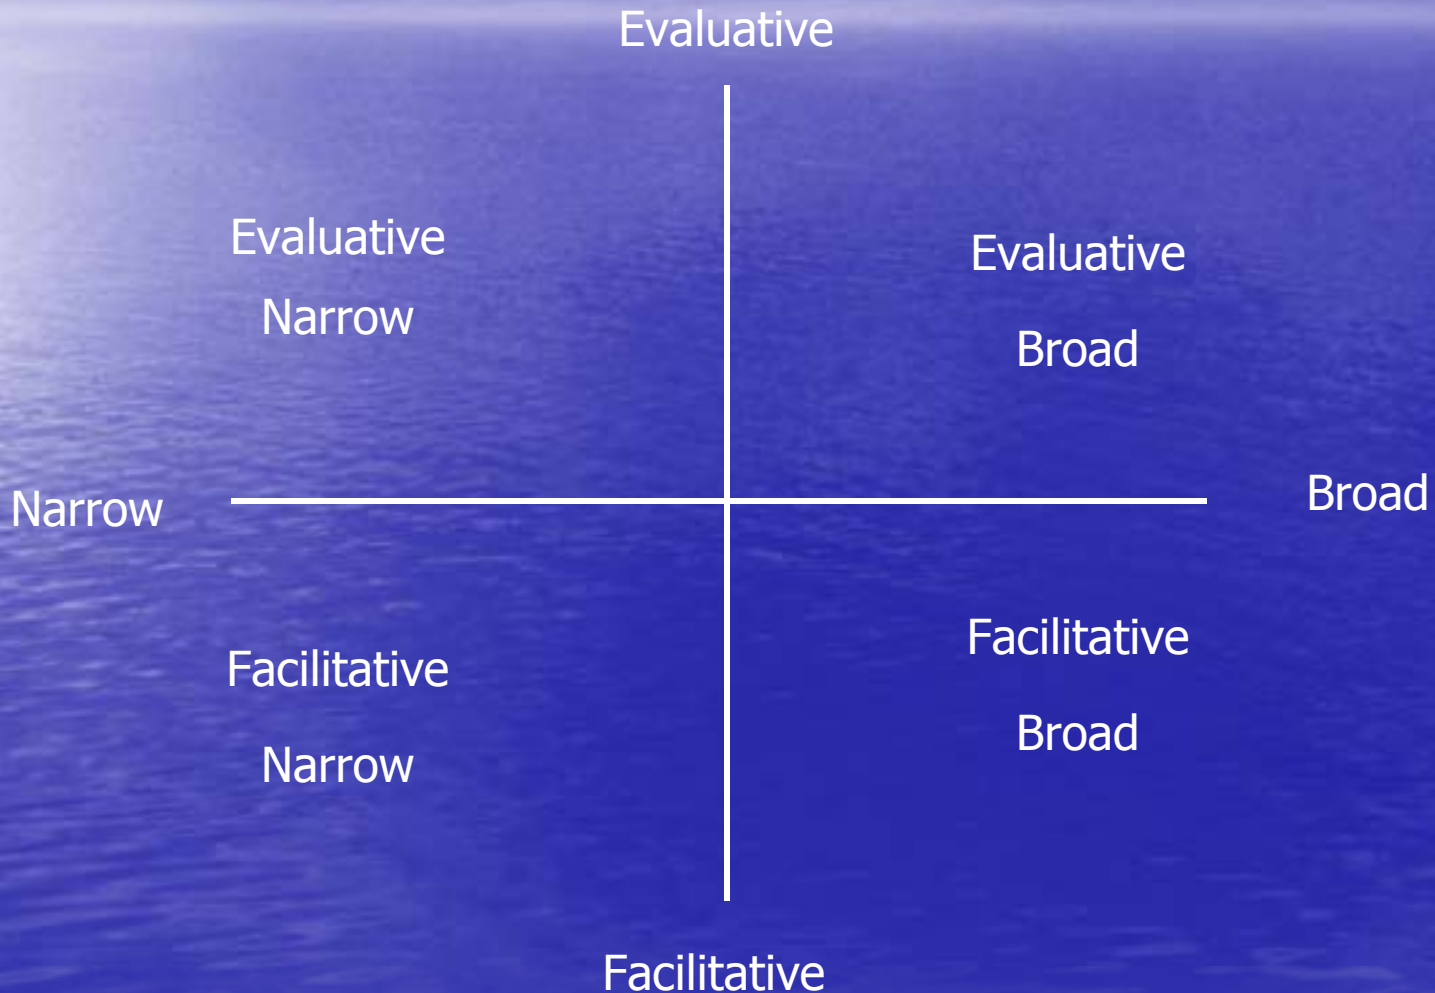 Evaluative
Evaluative
Narrow
Evaluative
Broad
Narrow
Broad
Facilitative
Narrow
Facilitative
Broad
Facilitative